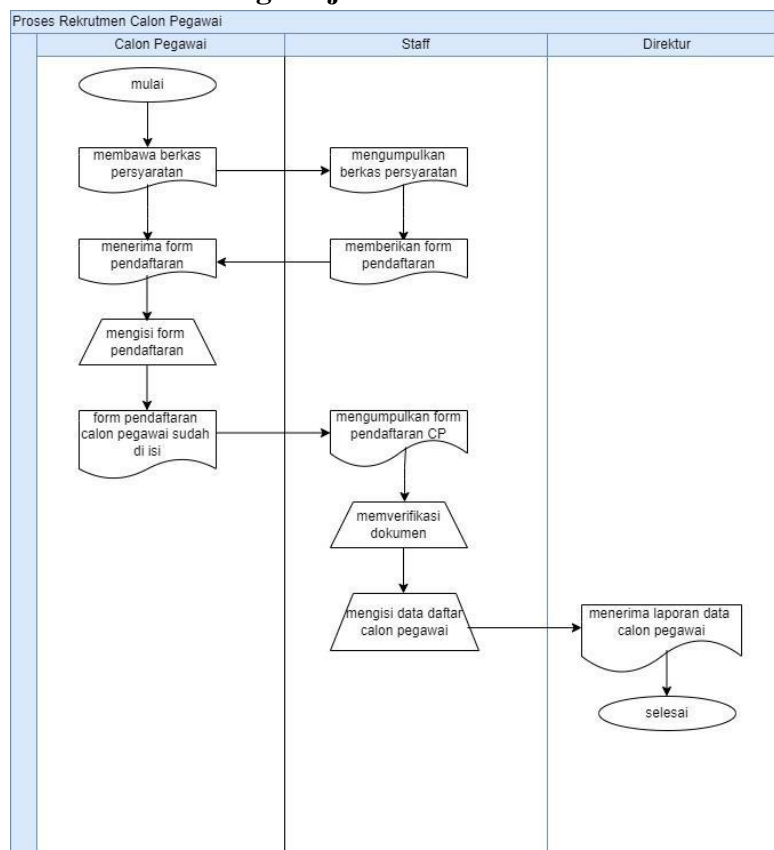 Proses Rekrutmen Calon Pegawai
Calon Pegawai
Staff
Direktur
mulai
membawa berkas
persyaratan
mengumpulkan
berkas persyaratan
menerima form
pendaftaran
memberikan form
pendaftaran
mengisi form
pendaftaran
form pendaftaran
calon pegawai sudah
di isi
mengumpulkan form
pendaftaran CP
memverifikasi
dokumen
mengisi data daftar
calon pegawai
menerima laporan data
calon pegawai
selesai